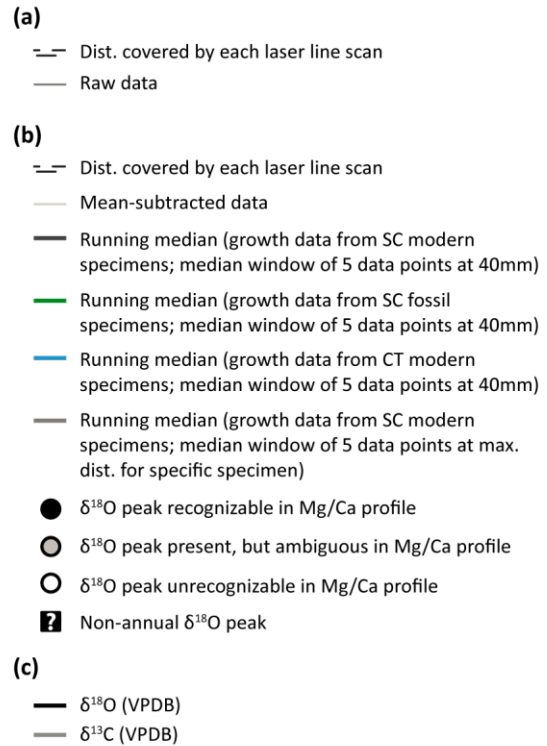 (a)
Dist. covered by each laser line scan
Raw data
(b)
Dist. covered by each laser line scan
Mean-subtracted data
Running median (growth data from SC modern
specimens; median window of 5 data points at 40mm)
Running median (growth data from SC fossil
specimens; median window of 5 data points at 40mm)
Running median (growth data from CT modern
specimens; median window of 5 data points at 40mm)
Running median (growth data from SC modern
specimens; median window of 5 data points at max.
dist. for specific specimen)
δ¹⁸O peak recognizable in Mg/Ca profile
δ¹⁸O peak present, but ambiguous in Mg/Ca profile
δ¹⁸O peak unrecognizable in Mg/Ca profile
? Non-annual δ¹⁸O peak
(c)
δ¹⁸O (VPDB)
δ¹³C (VPDB)